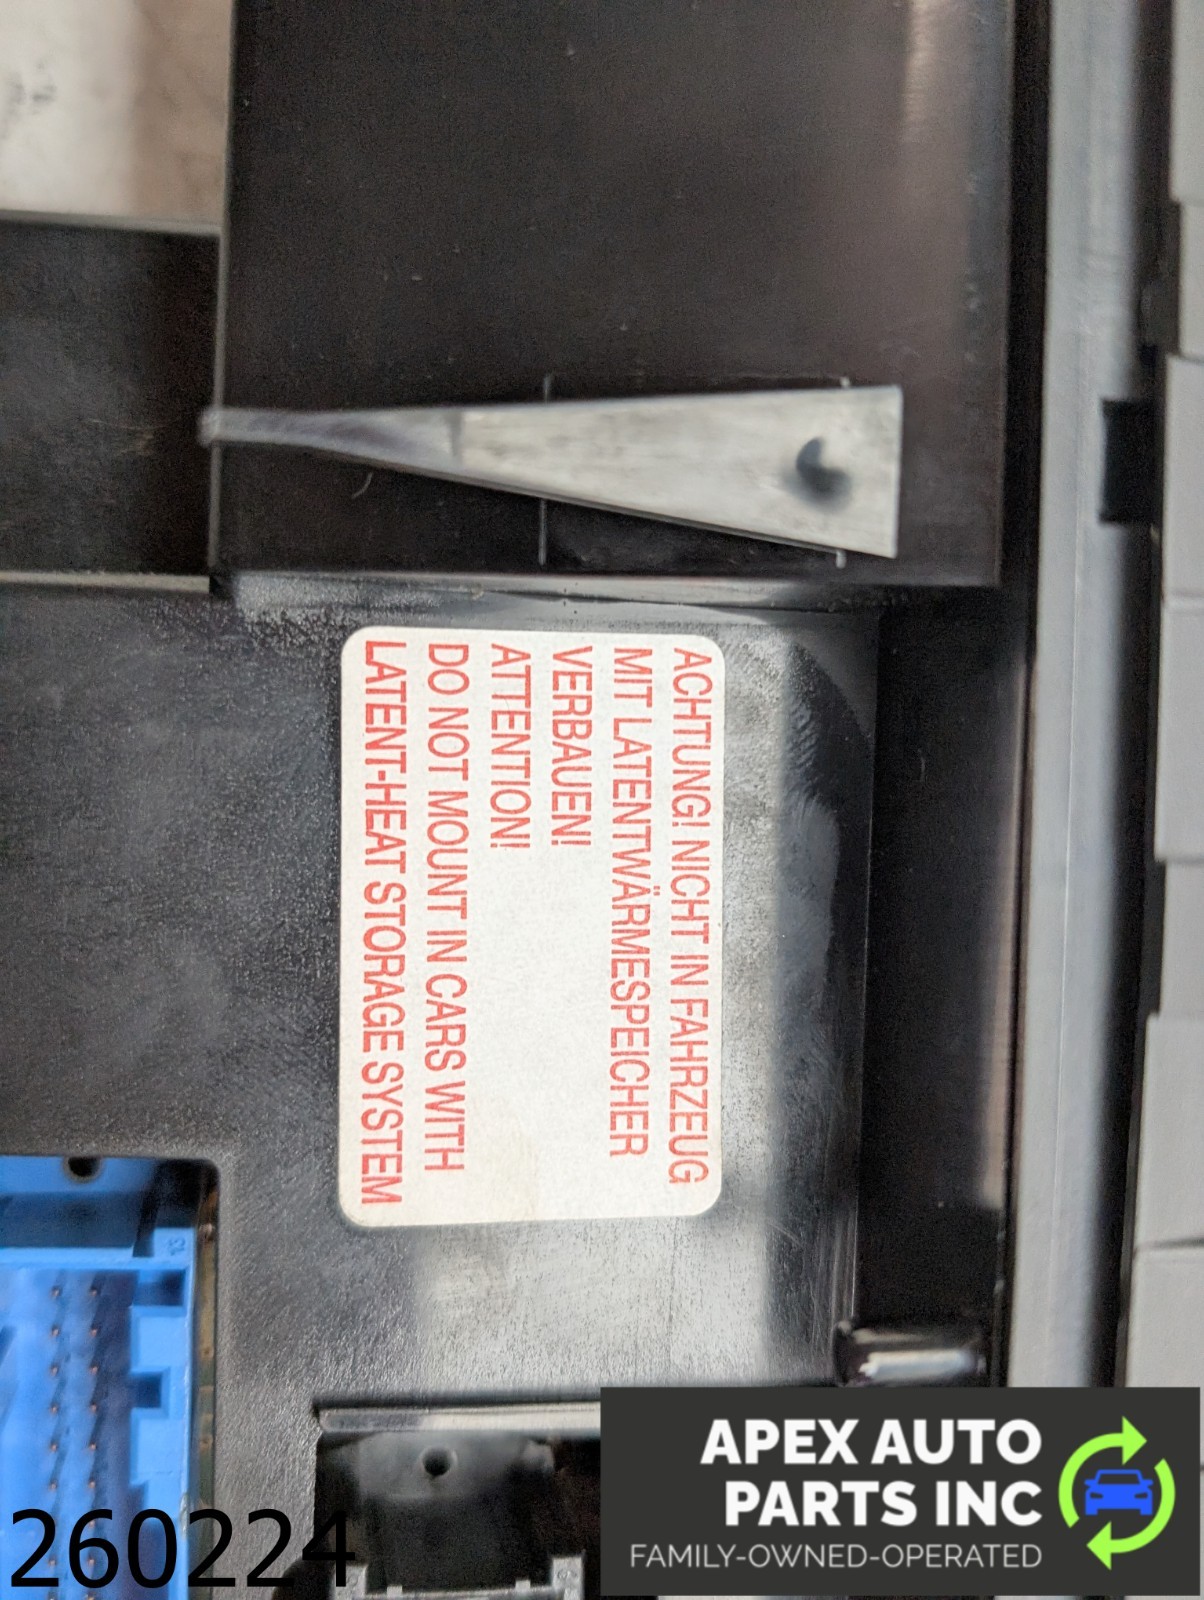 ACHTUNG! NICHT IN FAHRZEUG
MIT LATENTWÄRMESPEICHER
VERBAUEN!
ATTENTION!
DO NOT MOUNT IN CARS WITH
LATENT-HEAT STORAGE SYSTEM
260224
APEX AUTO
PARTS INC
FAMILY-OWNED-OPERATED